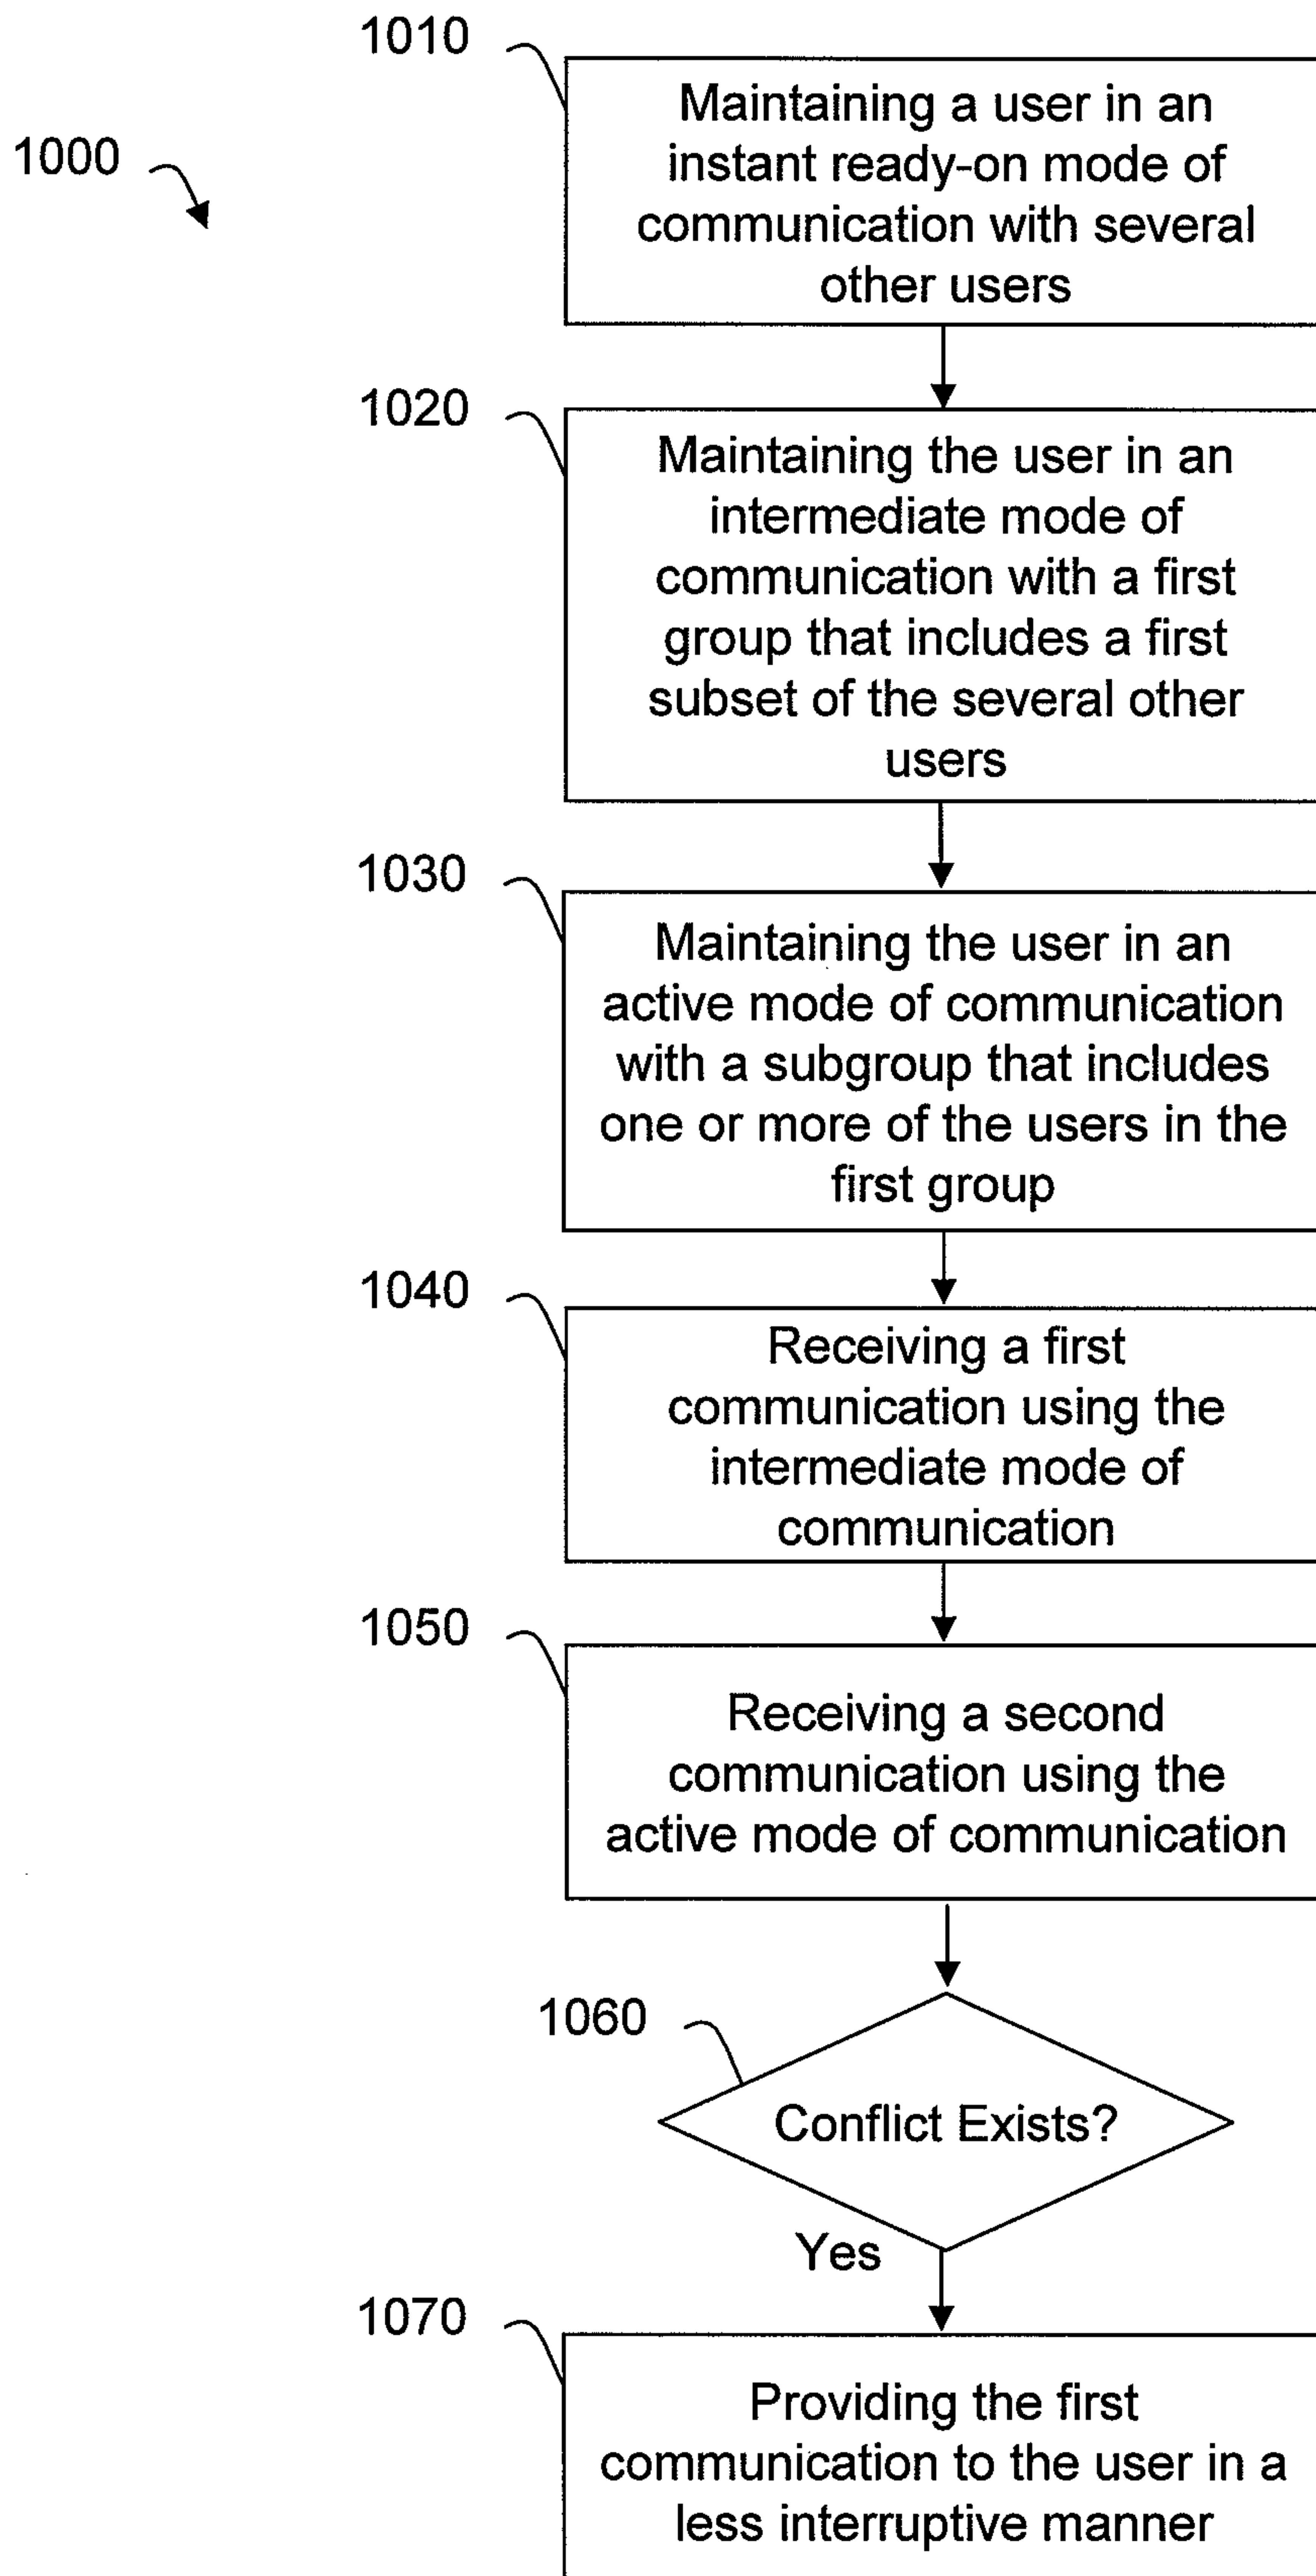 1010
1000
Maintaining a user in an
instant ready-on mode of
communication with several
other users
1020
Maintaining the user in an
intermediate mode of
communication with a first
group that includes a first
subset of the several other
users
1030
Maintaining the user in an
active mode of communication
with a subgroup that includes
one or more of the users in the
first group
1040
Receiving a first
communication using the
intermediate mode of
communication
1050
Receiving a second
communication using the
active mode of communication
1060
Conflict Exists?
Yes
1070
Providing the first
communication to the user in a
less interruptive manner